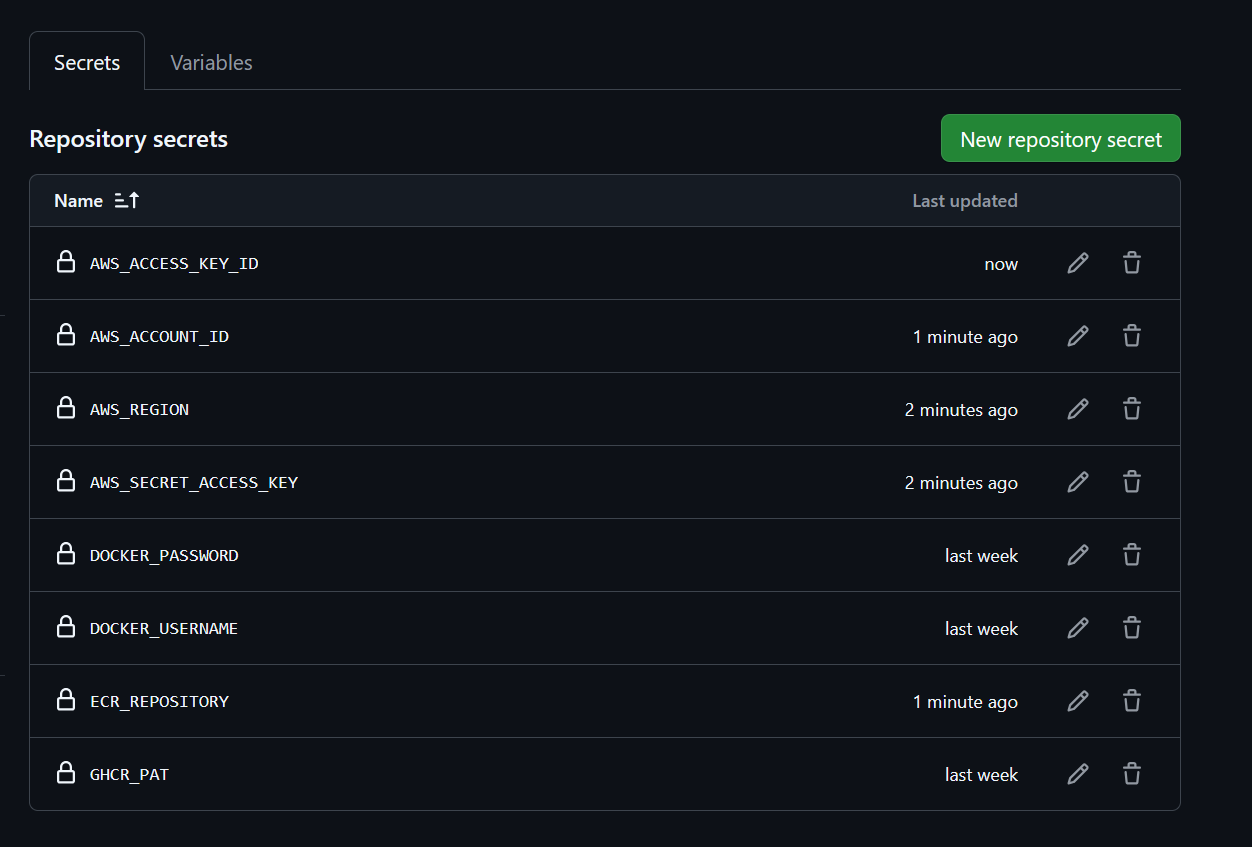 Secrets Variables
Repository secrets New repository secret
Name Last updated
AWS_ACCESS_KEY_ID now
AWS_ACCOUNT_ID 1 minute ago
AWS_REGION 2 minutes ago
AWS_SECRET_ACCESS_KEY 2 minutes ago
DOCKER_PASSWORD last week
DOCKER_USERNAME last week
ECR_REPOSITORY 1 minute ago
GHCR_PAT last week